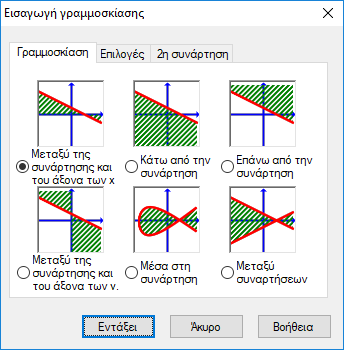 Εισαγωγή γραμμοσκίασης
Γραμμοσκίαση Επιλογές 2η συνάρτηση
Μεταξύ της
συνάρτησης και
του άξονα των x
Κάτω από την
συνάρτηση
Επάνω από την
συνάρτηση
Μεταξύ της
συνάρτησης και
του άξονα των ν.
Μέσα στη
συνάρτηση
Μεταξύ
συναρτήσεων
Εντάξει Άκυρο Βοήθεια